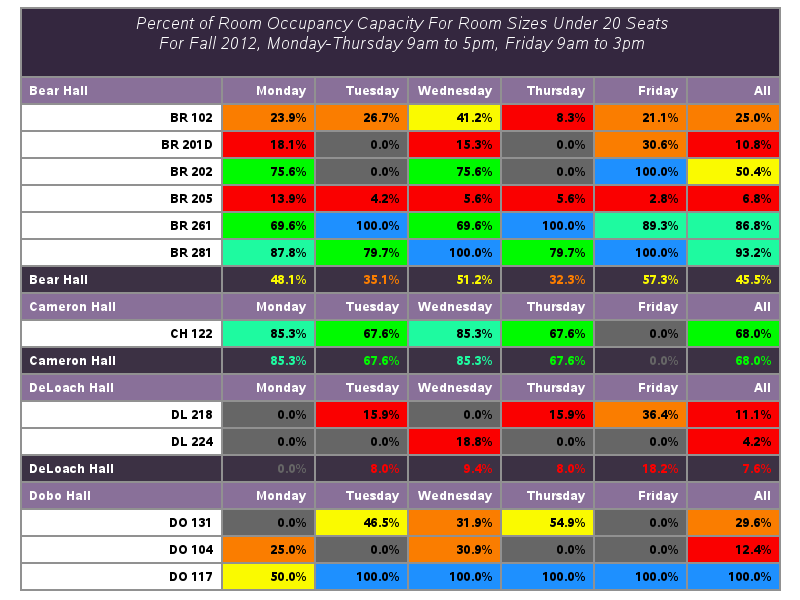 Percent of Room Occupancy Capacity For Room Sizes Under 20 Seats
For Fall 2012, Monday-Thursday 9am to 5pm, Friday 9am to 3pm
Bear Hall Monday Tuesday Wednesday Thursday Friday All
BR 102 23.9% 26.7% 41.2% 8.3% 21.1% 25.0%
BR 201D 18.1% 0.0% 15.3% 0.0% 30.6% 10.8%
BR 202 75.6% 0.0% 75.6% 0.0% 100.0% 50.4%
BR 205 13.9% 4.2% 5.6% 5.6% 2.8% 6.8%
BR 261 69.6% 100.0% 69.6% 100.0% 89.3% 86.8%
BR 281 87.8% 79.7% 100.0% 79.7% 100.0% 93.2%
Bear Hall 48.1% 35.1% 51.2% 32.3% 57.3% 45.5%
Cameron Hall Monday Tuesday Wednesday Thursday Friday All
CH 122 85.3% 67.6% 85.3% 67.6% 0.0% 68.0%
Cameron Hall 85.3% 67.6% 85.3% 67.6% 0.0% 68.0%
DeLoach Hall Monday Tuesday Wednesday Thursday Friday All
DL 218 0.0% 15.9% 0.0% 15.9% 36.4% 11.1%
DL 224 0.0% 0.0% 18.8% 0.0% 0.0% 4.2%
DeLoach Hall 0.0% 8.0% 9.4% 8.0% 18.2% 7.6%
Dobo Hall Monday Tuesday Wednesday Thursday Friday All
DO 131 0.0% 46.5% 31.9% 54.9% 0.0% 29.6%
DO 104 25.0% 0.0% 30.9% 0.0% 0.0% 12.4%
DO 117 50.0% 100.0% 100.0% 100.0% 100.0% 100.0%